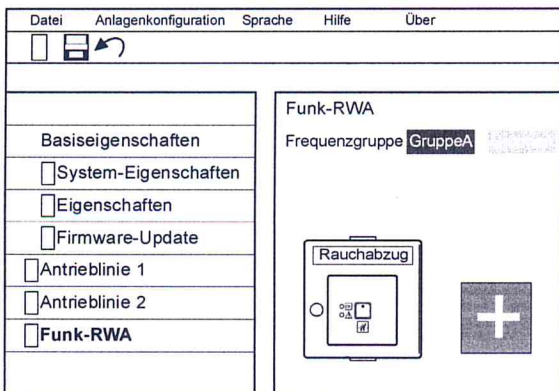 Datei Anlagenkonfiguration Sprache Hilfe Über
Basiseigenschaften
System-Eigenschaften
Eigenschaften
Firmware-Update
Antrieblinie 1
Antrieblinie 2
Funk-RWA
Funk-RWA
Frequenzgruppe GruppeA
Rauchabzug